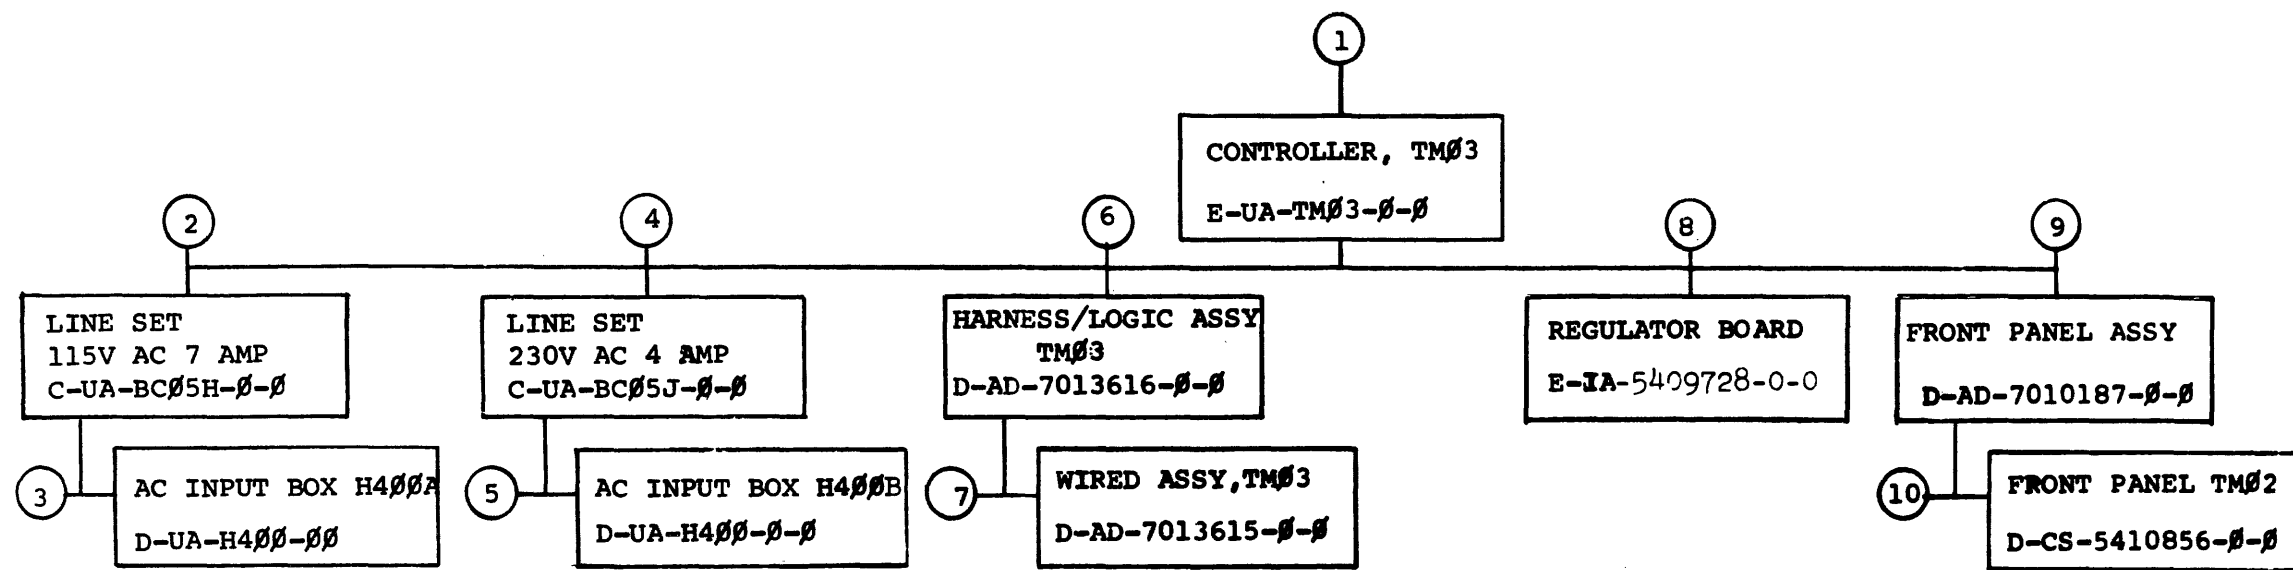 1
CONTROLLER, TMØ3
E-UA-TMØ3-Ø-Ø
2
4
6
8
9
LINE SET
115V AC 7 AMP
C-UA-BCØ5H-Ø-Ø
LINE SET
230V AC 4 AMP
C-UA-BCØ5J-Ø-Ø
HARNESS/LOGIC ASSY
TMØ3
D-AD-7013616-Ø-Ø
REGULATOR BOARD
E-IA-5409728-0-0
FRONT PANEL ASSY
D-AD-7010187-Ø-Ø
3
AC INPUT BOX H4ØØA
D-UA-H4ØØ-ØØ
5
AC INPUT BOX H4ØØB
D-UA-H4ØØ-Ø-Ø
7
WIRED ASSY,TMØ3
D-AD-7013615-Ø-Ø
10
FRONT PANEL TMØ2
D-CS-5410856-Ø-Ø